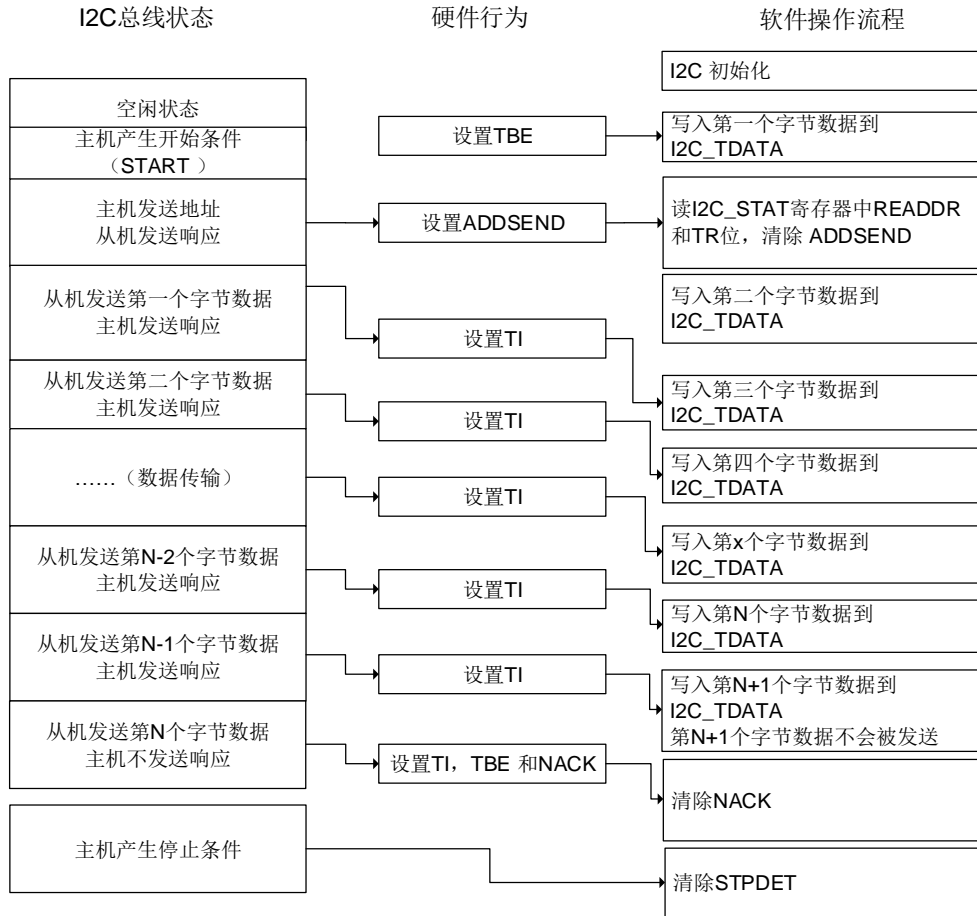 I2C总线状态
硬件行为
软件操作流程
I2C 初始化
空闲状态
主机产生开始条件
（START ）
设置TBE
写入第一个字节数据到
I2C_TDATA
主机发送地址
从机发送响应
设置ADDSEND
读I2C_STAT寄存器中READDR
和TR位，清除 ADDSEND
从机发送第一个字节数据
主机发送响应
设置TI
写入第二个字节数据到
I2C_TDATA
从机发送第二个字节数据
主机发送响应
设置TI
写入第三个字节数据到
I2C_TDATA
……（数据传输）
设置TI
写入第四个字节数据到
I2C_TDATA
从机发送第N-2个字节数据
主机发送响应
设置TI
写入第x个字节数据到
I2C_TDATA
写入第N个字节数据到
I2C_TDATA
从机发送第N-1个字节数据
主机发送响应
设置TI
写入第N+1个字节数据到
I2C_TDATA
第N+1个字节数据不会被发送
从机发送第N个字节数据
主机不发送响应
设置TI，TBE 和NACK
清除NACK
主机产生停止条件
清除STPDET